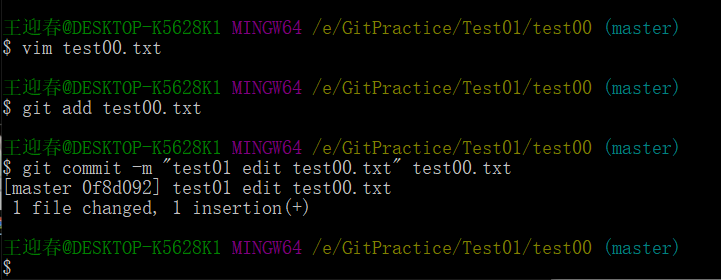 王迎春@DESKTOP-K5628K1 MINGW64 /e/GitPractice/Test01/test00 (master)
$ vim test00.txt
王迎春@DESKTOP-K5628K1 MINGW64 /e/GitPractice/Test01/test00 (master)
$ git add test00.txt
王迎春@DESKTOP-K5628K1 MINGW64 /e/GitPractice/Test01/test00 (master)
$ git commit -m "test01 edit test00.txt" test00.txt
[master 0f8d092] test01 edit test00.txt
 1 file changed, 1 insertion(+)
王迎春@DESKTOP-K5628K1 MINGW64 /e/GitPractice/Test01/test00 (master)
$